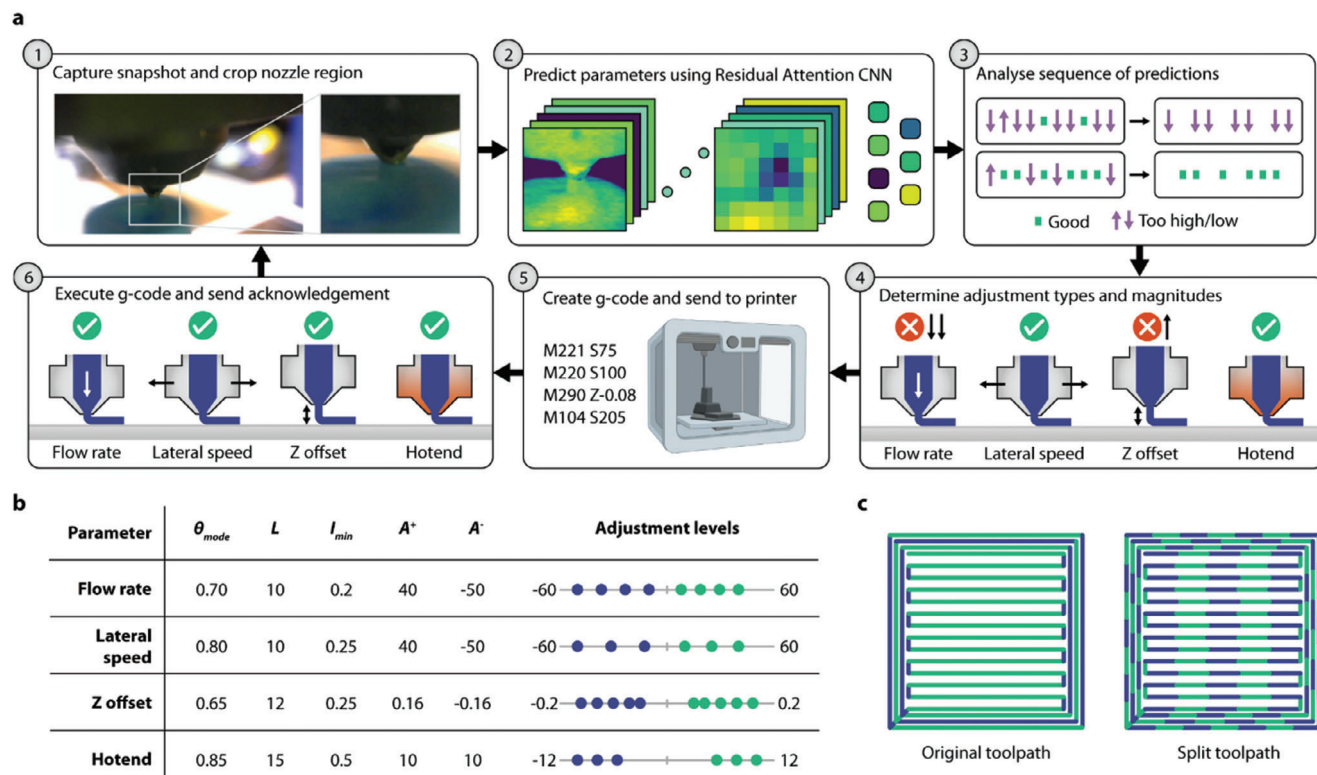 a
1
Capture snapshot and crop nozzle region
2
Predict parameters using Residual Attention CNN
3
Analyse sequence of predictions
Good
Too high/low
6
Execute g-code and send acknowledgement
Flow rate
Lateral speed
Z offset
Hotend
5
Create g-code and send to printer
M221 S75
M220 S100
M290 Z-0.08
M104 S205
4
Determine adjustment types and magnitudes
Flow rate
Lateral speed
Z offset
Hotend
b
Parameter θmode L Imin A+ A- Adjustment levels
Flow rate 0.70 10 0.2 40 -50 -60 60
Lateral
speed 0.80 10 0.25 40 -50 -60 60
Z offset 0.65 12 0.25 0.16 -0.16 -0.2 0.2
Hotend 0.85 15 0.5 10 10 -12 12
c
Original toolpath
Split toolpath